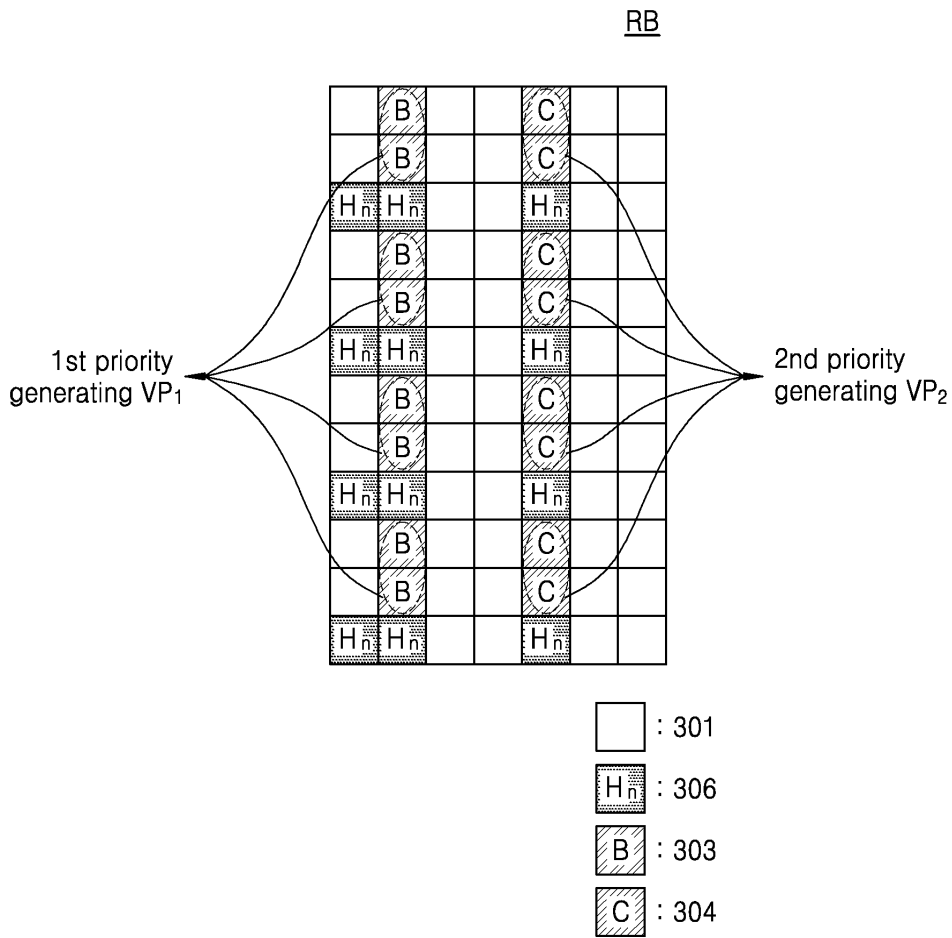 RB
B C
B C
Hn Hn Hn
B C
B C
Hn Hn Hn
B C
B C
Hn Hn Hn
B C
B C
Hn Hn Hn
1st priority
generating VP1
2nd priority
generating VP2
: 301
Hn : 306
B : 303
C : 304